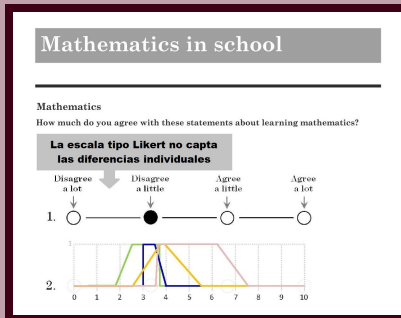 Mathematics in school
Mathematics
How much do you agree with these statements about learning mathematics?
La escala tipo Likert no capta
las diferencias individuales
Disagree Disagree Agree Agree
a lot a little a little a lot
1.
1
2.
0 1 2 3 4 5 6 7 8 9 10